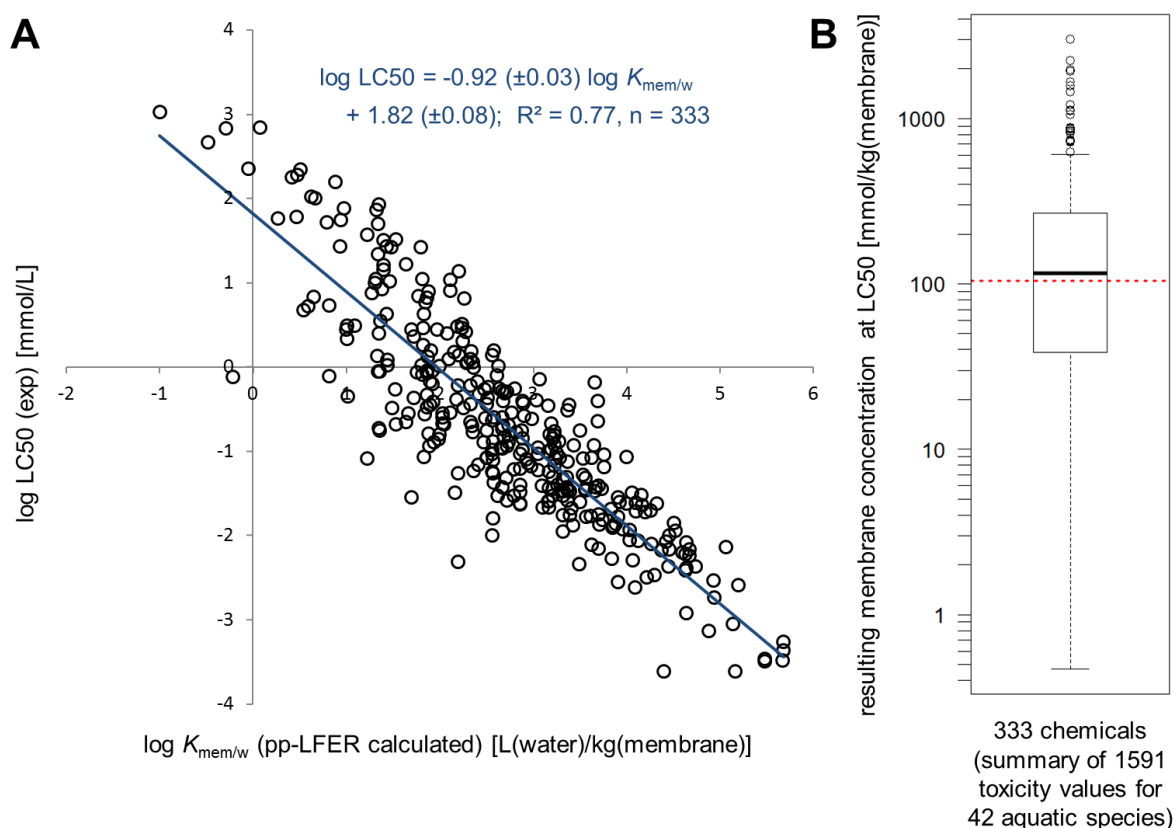 A
log LC50 = -0.92 (±0.03) log Kmem/w
+ 1.82 (±0.08);  R² = 0.77, n = 333
4
3
2
1
0
-1
-2
-3
-4
-2 -1 0 1 2 3 4 5 6
log LC50 (exp) [mmol/L]
log Kmem/w (pp-LFER calculated) [L(water)/kg(membrane)]
B
resulting membrane concentration at LC50 [mmol/kg(membrane)]
1000
100
10
1
333 chemicals
(summary of 1591
toxicity values for
42 aquatic species)